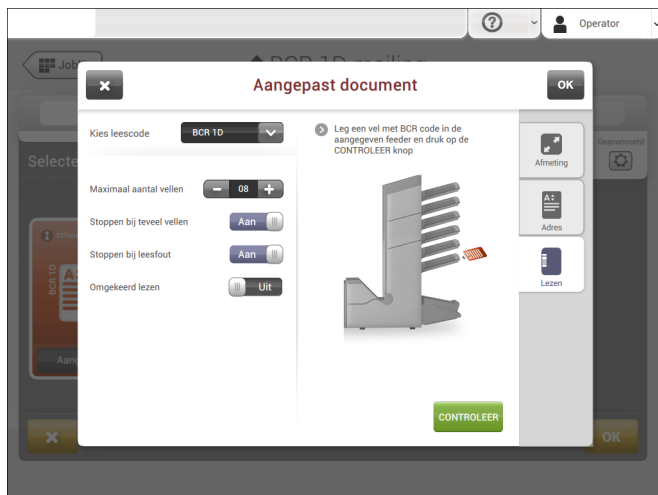 Operator
BCR 1D mailing
Aangepast document
OK
Kies leescode
BCR 1D
Maximaal aantal vellen
08
Stoppen bij teveel vellen
Aan
Stoppen bij leesfout
Aan
Omgekeerd lezen
Uit
Leg een vel met BCR code in de
aangegeven feeder en druk op de
CONTROLEER knop
CONTROLEER
Afmeting
Adres
Lezen
Geavanceerd
BCR 1D
OK